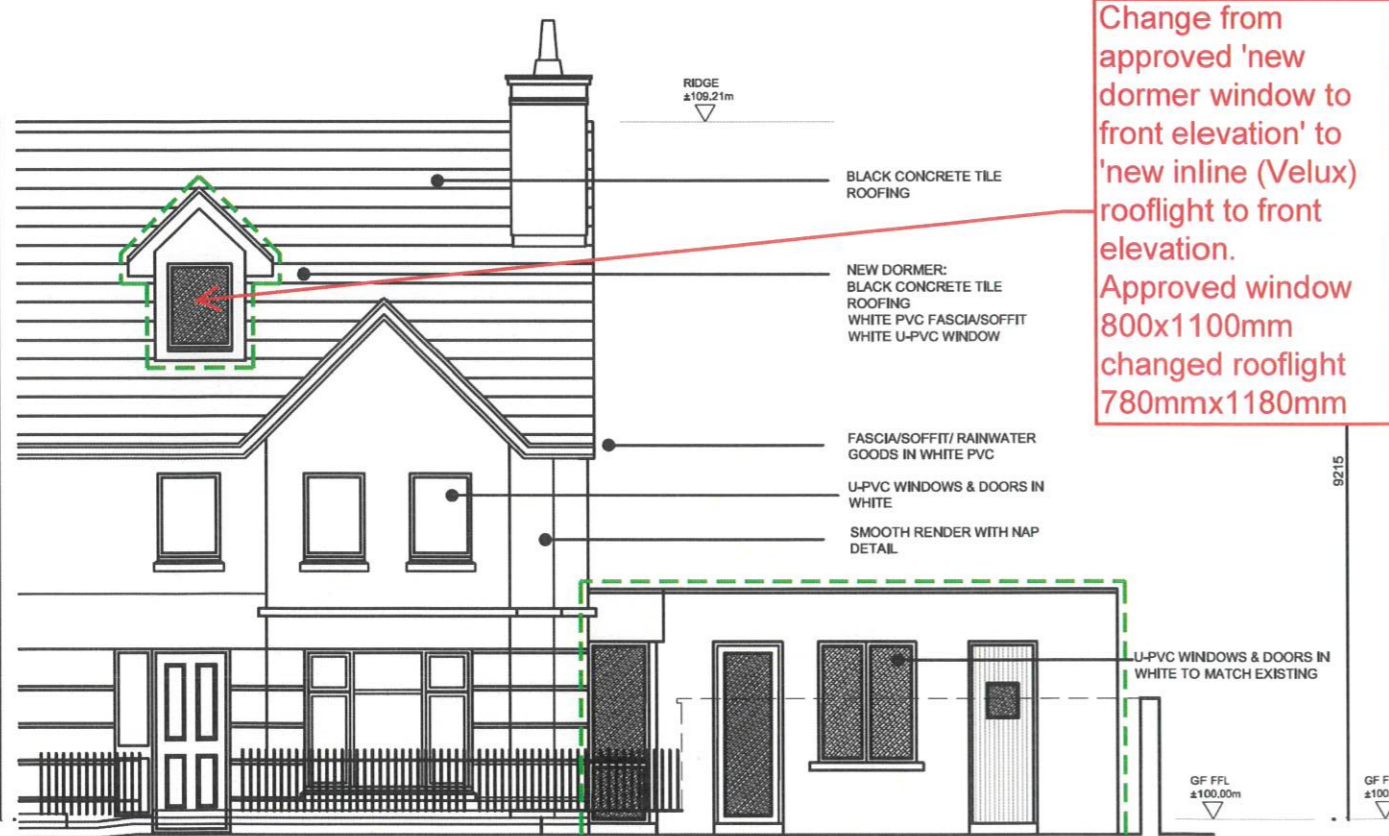 RIDGE
±109.21m
BLACK CONCRETE TILE
ROOFING
NEW DORMER:
BLACK CONCRETE TILE
ROOFING
WHITE PVC FASCIA/SOFFIT
WHITE U-PVC WINDOW
FASCIA/SOFFIT/ RAINWATER
GOODS IN WHITE PVC
U-PVC WINDOWS & DOORS IN
WHITE
SMOOTH RENDER WITH NAP
DETAIL
U-PVC WINDOWS & DOORS IN
WHITE TO MATCH EXISTING
Change from
approved 'new
dormer window to
front elevation' to
'new inline (Velux)
rooflight to front
elevation.
Approved window
800x1100mm
changed rooflight
780mmx1180mm
9215
GF FFL
±100.00m
GF F
±100